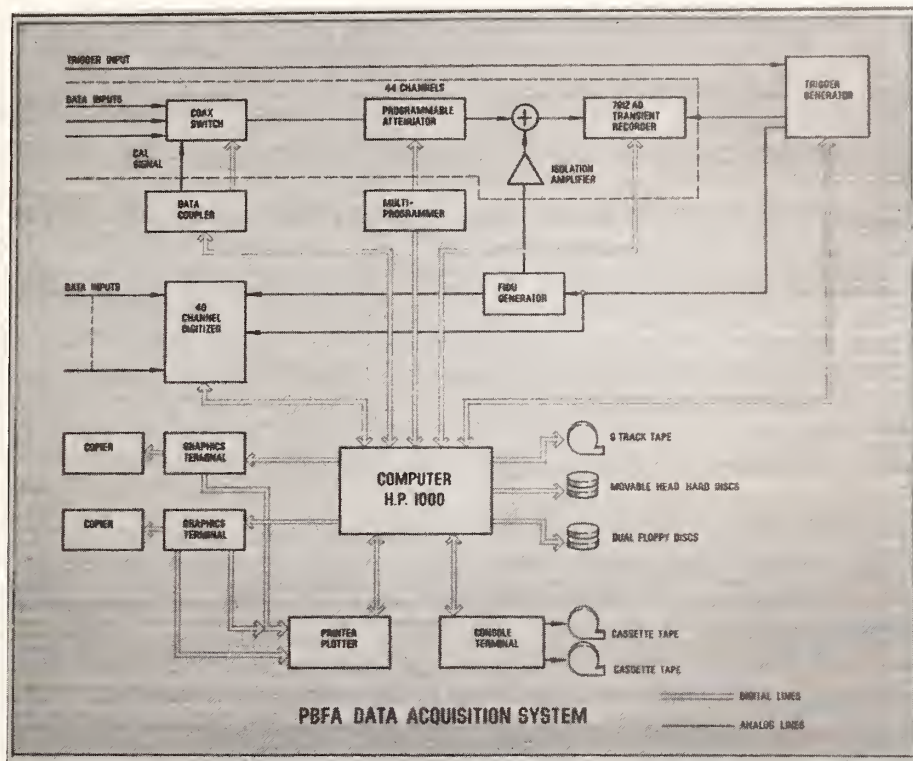 TRIGGER INPUT
TRIGGER
GENERATOR
44 CHANNELS
DATA INPUTS
COAX
SWITCH
PROGRAMMABLE
ATTENUATOR
7912 AD
TRANSIENT
RECORDER
CAL
SIGNAL
ISOLATION
AMPLIFIER
DATA
COUPLER
MULTI-
PROGRAMMER
DATA INPUTS
40
CHANNEL
DIGITIZER
FIDU
GENERATOR
COPIER
GRAPHICS
TERMINAL
COMPUTER
H.P. 1000
9 TRACK TAPE
MOVABLE HEAD HARD DISCS
COPIER
GRAPHICS
TERMINAL
DUAL FLOPPY DISCS
PRINTER
PLOTTER
CONSOLE
TERMINAL
CASSETTE TAPE
CASSETTE TAPE
DIGITAL LINES
PBFA DATA ACQUISITION SYSTEM
ANALOG LINES